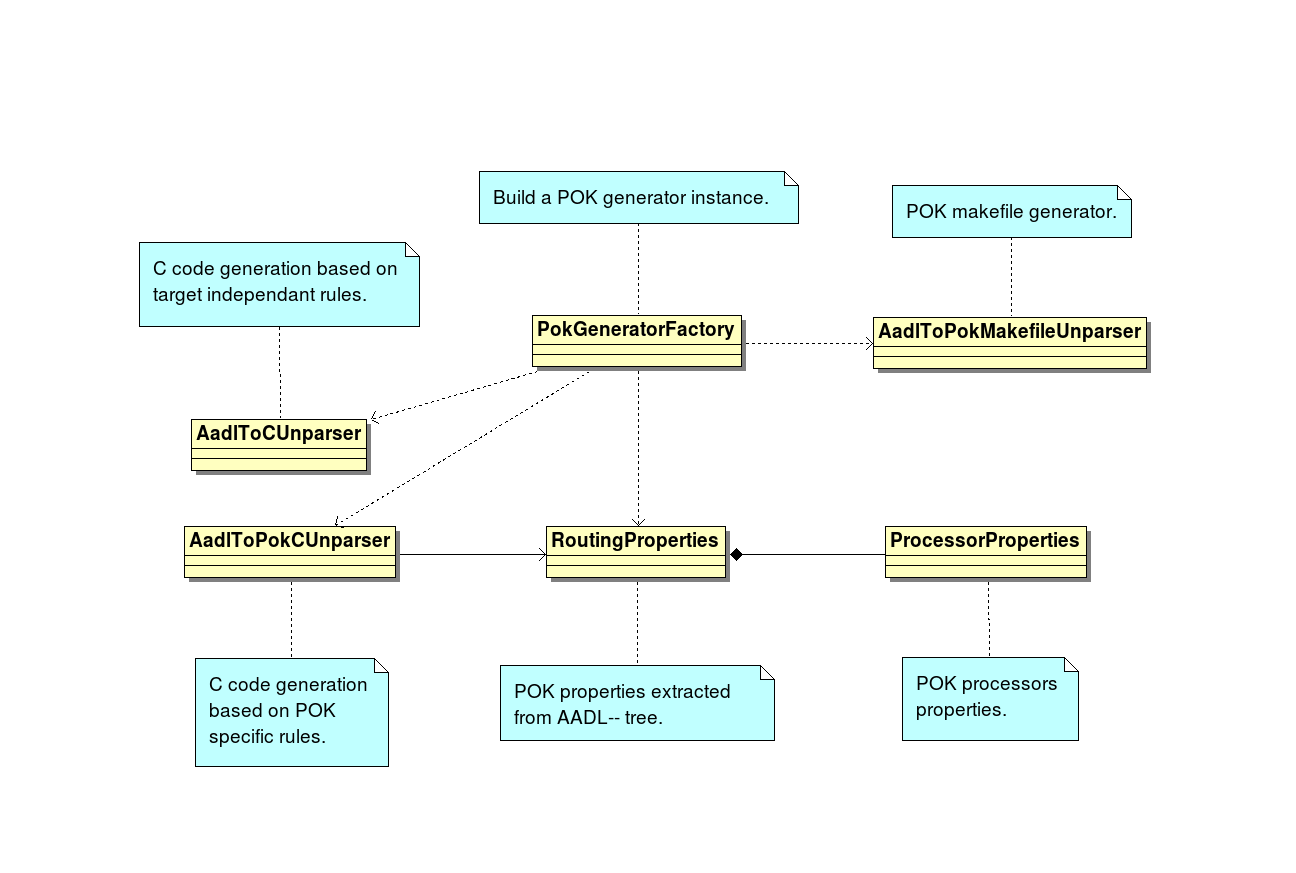 Build a POK generator instance.
POK makefile generator.
C code generation based on
target independant rules.
PokGeneratorFactory
AadlToPokMakefileUnparser
AadlToCUnparser
AadlToPokCUnparser
RoutingProperties
ProcessorProperties
C code generation
based on POK
specific rules.
POK properties extracted
from AADL-- tree.
POK processors
properties.